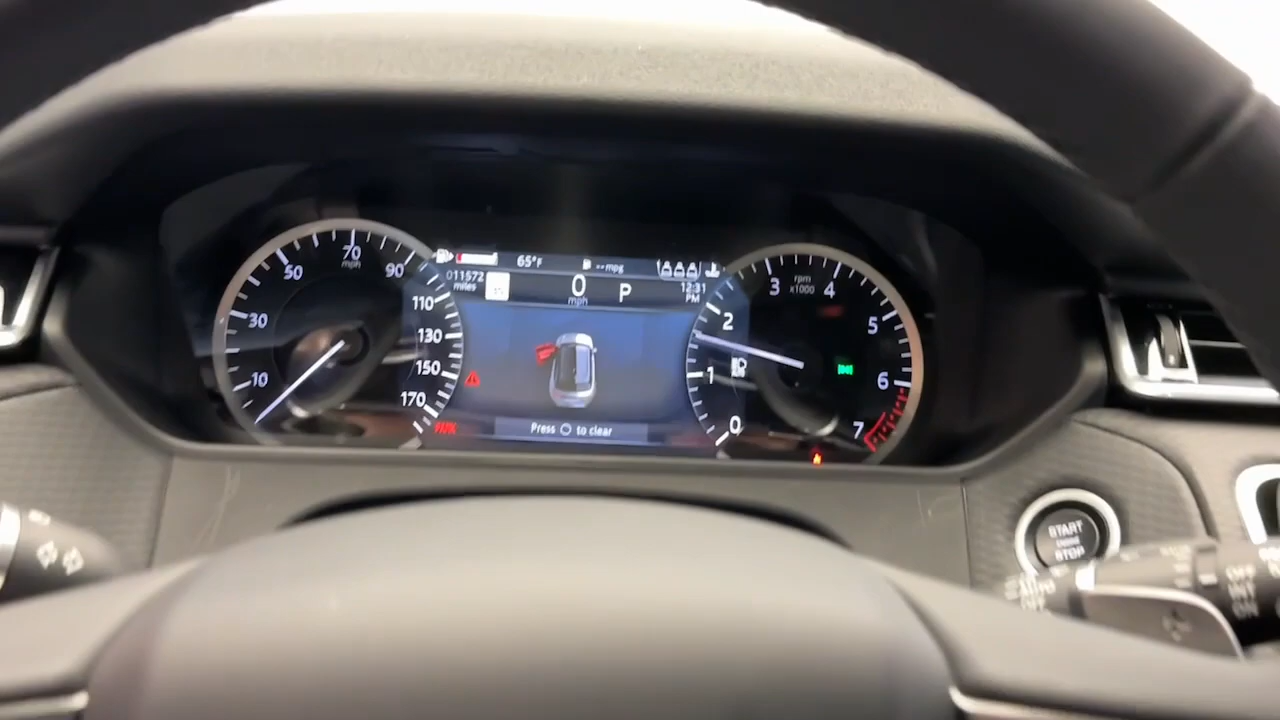 70
mph
50
90
30
110
130
10
150
170
65°F
-- mpg
011572
miles
0
mph
P
12:31
PM
Press to clear
rpm
x1000
3
4
2
5
1
6
0
7
START
STOP